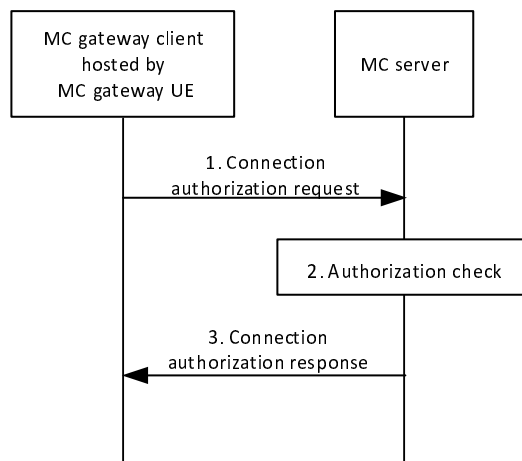 MC gateway client
hosted by
MC gateway UE
MC server
1. Connection
authorization request
2. Authorization check
3. Connection
authorization response